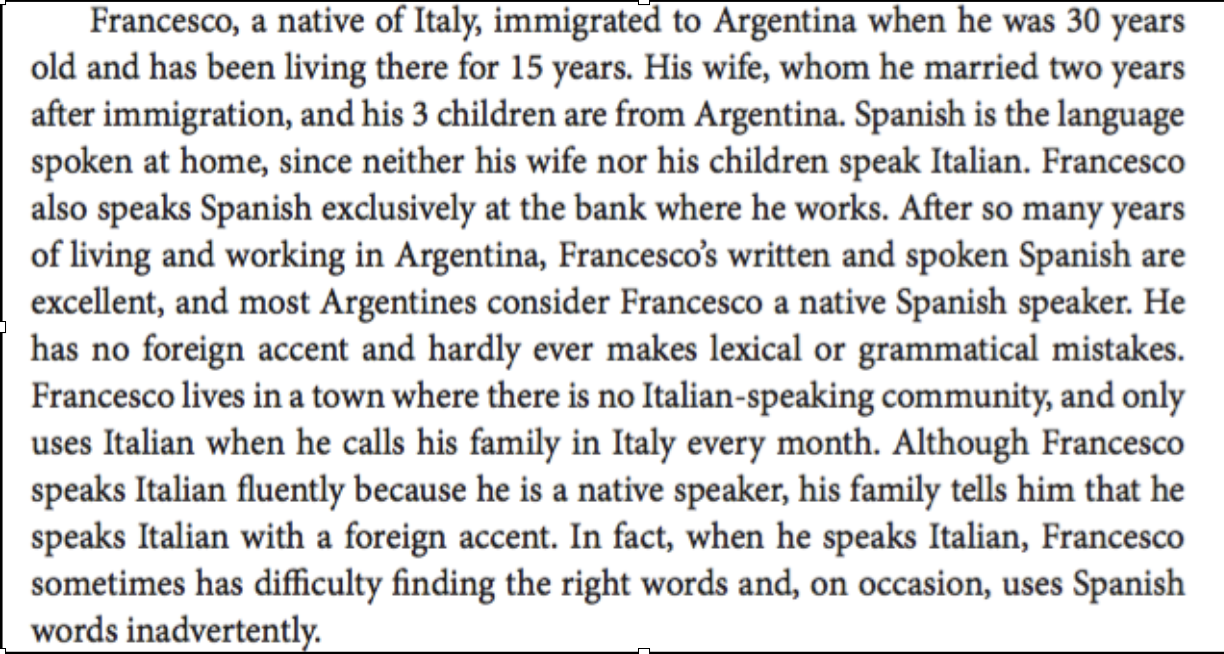 Francesco, a native of Italy, immigrated to Argentina when he was 30 years
old and has been living there for 15 years. His wife, whom he married two years
after immigration, and his 3 children are from Argentina. Spanish is the language
spoken at home, since neither his wife nor his children speak Italian. Francesco
also speaks Spanish exclusively at the bank where he works. After so many years
of living and working in Argentina, Francesco’s written and spoken Spanish are
excellent, and most Argentines consider Francesco a native Spanish speaker. He
has no foreign accent and hardly ever makes lexical or grammatical mistakes.
Francesco lives in a town where there is no Italian-speaking community, and only
uses Italian when he calls his family in Italy every month. Although Francesco
speaks Italian fluently because he is a native speaker, his family tells him that he
speaks Italian with a foreign accent. In fact, when he speaks Italian, Francesco
sometimes has difficulty finding the right words and, on occasion, uses Spanish
words inadvertently.